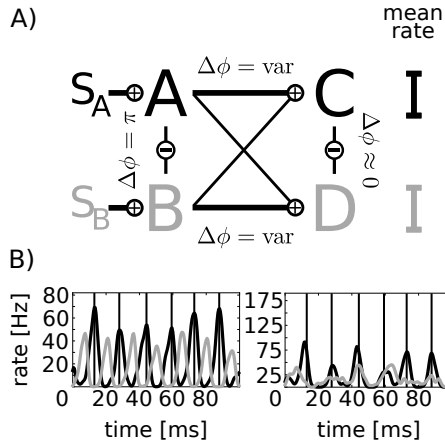 A)
mean
rate
Δϕ = var
S_A A C I
Δϕ = π
Δϕ ≈ 0
S_B B D I
Δϕ = var
B)
rate [Hz]
80
60
40
20
0
0 20 40 60 80
time [ms]
175
125
75
25
0 20 40 60 80
time [ms]